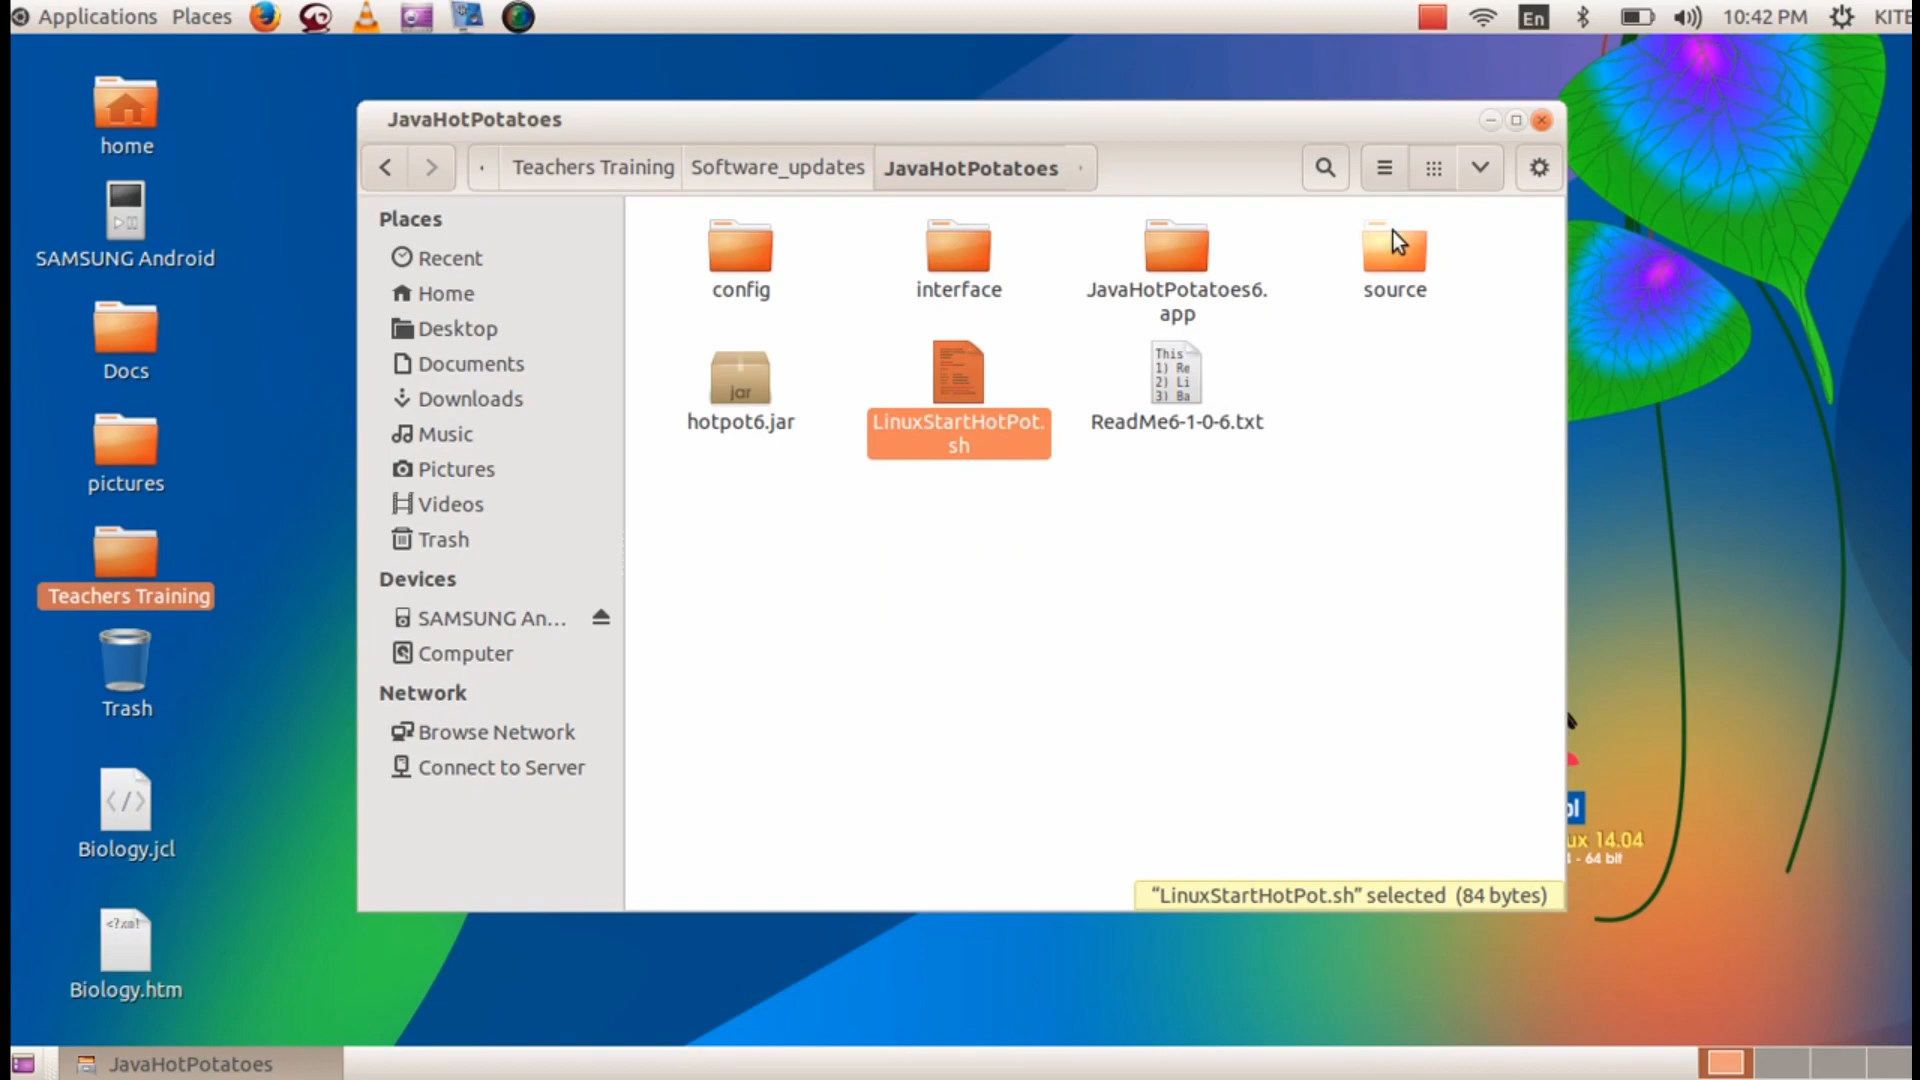 Applications Places En 10:42 PM KITE
home
SAMSUNG Android
Docs
pictures
Teachers Training
Trash
Biology.jcl
<?xml
Biology.htm
JavaHotPotatoes
Teachers Training Software_updates JavaHotPotatoes
Places
Recent
Home
Desktop
Documents
Downloads
Music
Pictures
Videos
Trash
Devices
SAMSUNG An...
Computer
Network
Browse Network
Connect to Server
config
interface
JavaHotPotatoes6.
app
source
jar
hotpot6.jar
LinuxStartHotPot.
sh
This
1) Re
2) Li
3) Ba
ReadMe6-1-0-6.txt
“LinuxStartHotPot.sh” selected (84 bytes)
ol
ux 14.04
- 64 bit
JavaHotPotatoes